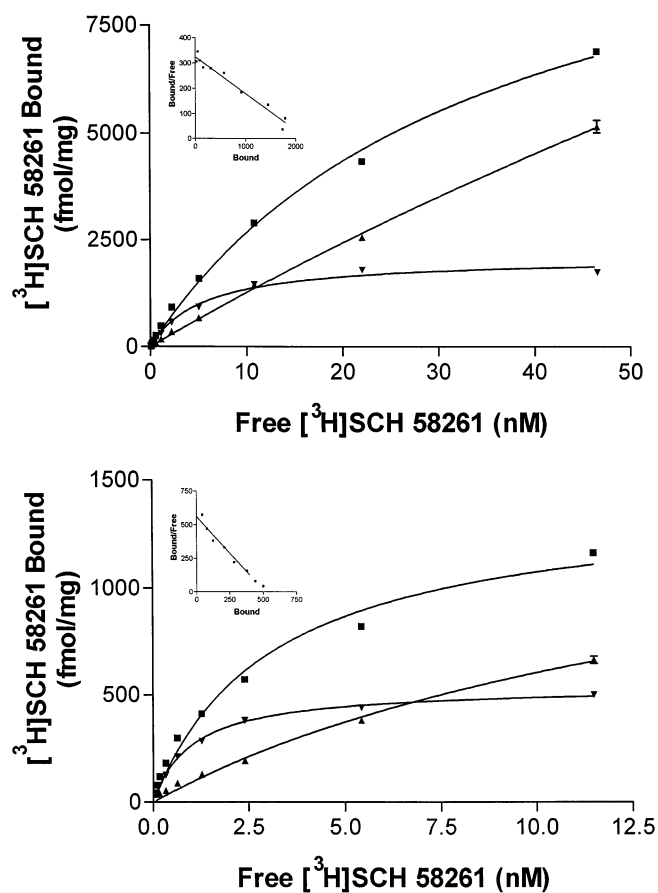 7500
5000
2500
0
[³H]SCH 58261 Bound
(fmol/mg)
400
300
200
100
0
Bound/Free
0 1000 2000
Bound
0 10 20 30 40 50
Free [³H]SCH 58261 (nM)
1500
1000
500
0
[³H]SCH 58261 Bound
(fmol/mg)
750
500
250
0
Bound/Free
0 250 500 750
Bound
0.0 2.5 5.0 7.5 10.0 12.5
Free [³H]SCH 58261 (nM)